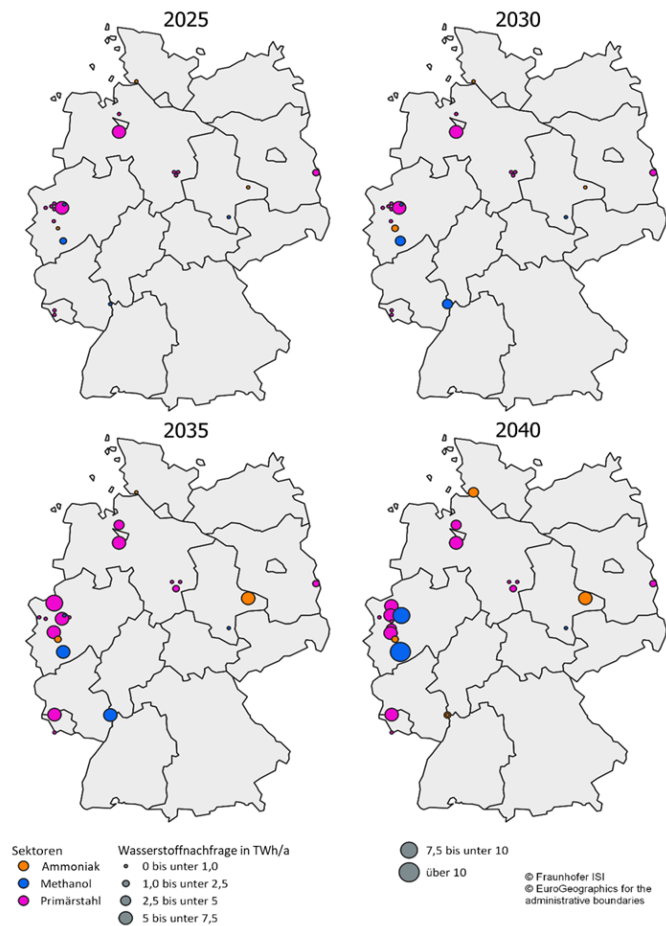 2025
2030
2035
2040
Sektoren
Ammoniak
Methanol
Primärstahl
Wasserstoffnachfrage in TWh/a
0 bis unter 1,0
1,0 bis unter 2,5
2,5 bis unter 5
5 bis unter 7,5
7,5 bis unter 10
über 10
© Fraunhofer ISI
© EuroGeographics for the
administrative boundaries